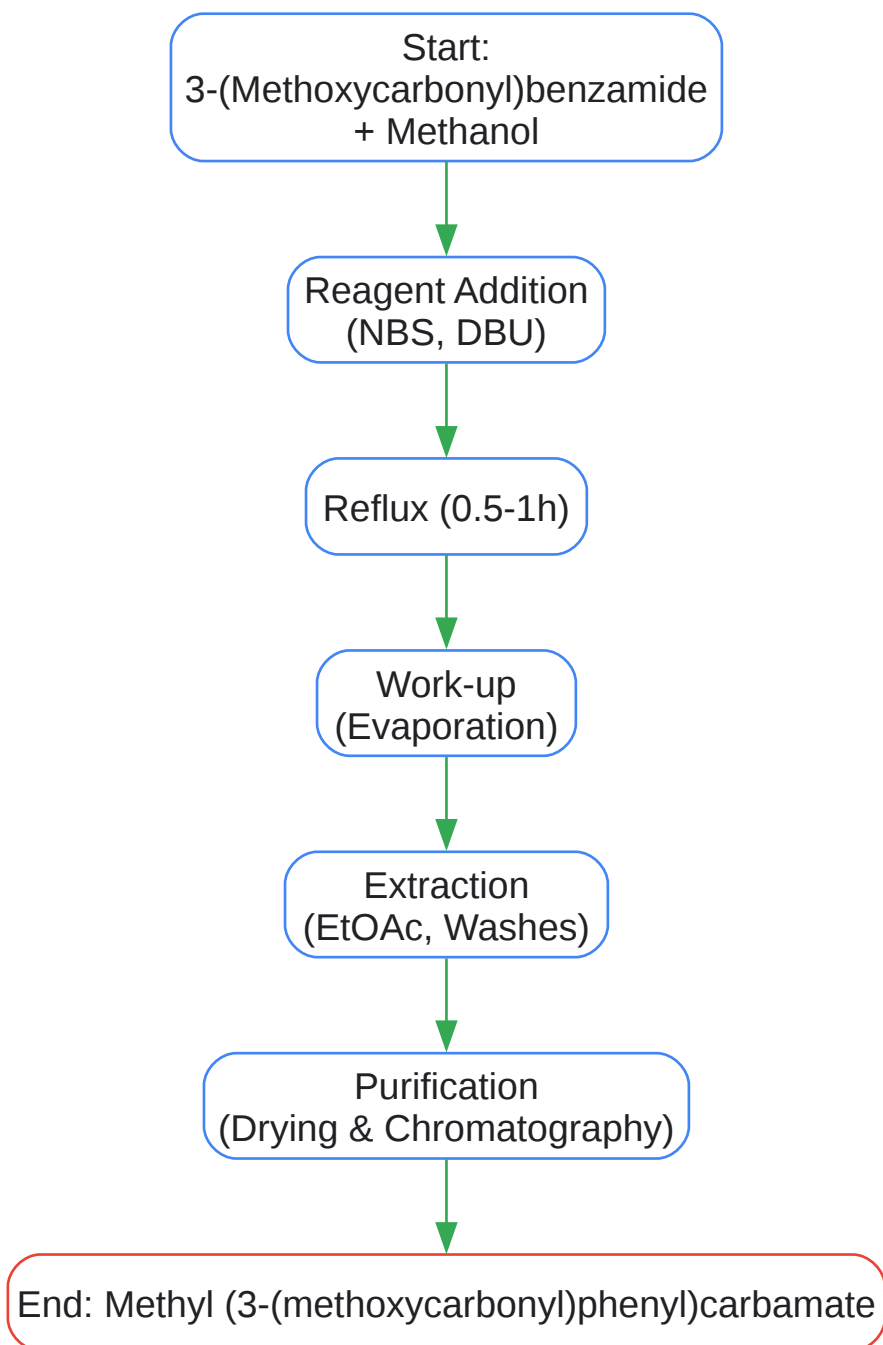 Start:
3-(Methoxycarbonyl)benzamide
+ Methanol
Reagent Addition
(NBS, DBU)
Reflux (0.5-1h)
Work-up
(Evaporation)
Extraction
(EtOAc, Washes)
Purification
(Drying & Chromatography)
End: Methyl (3-(methoxycarbonyl)phenyl)carbamate